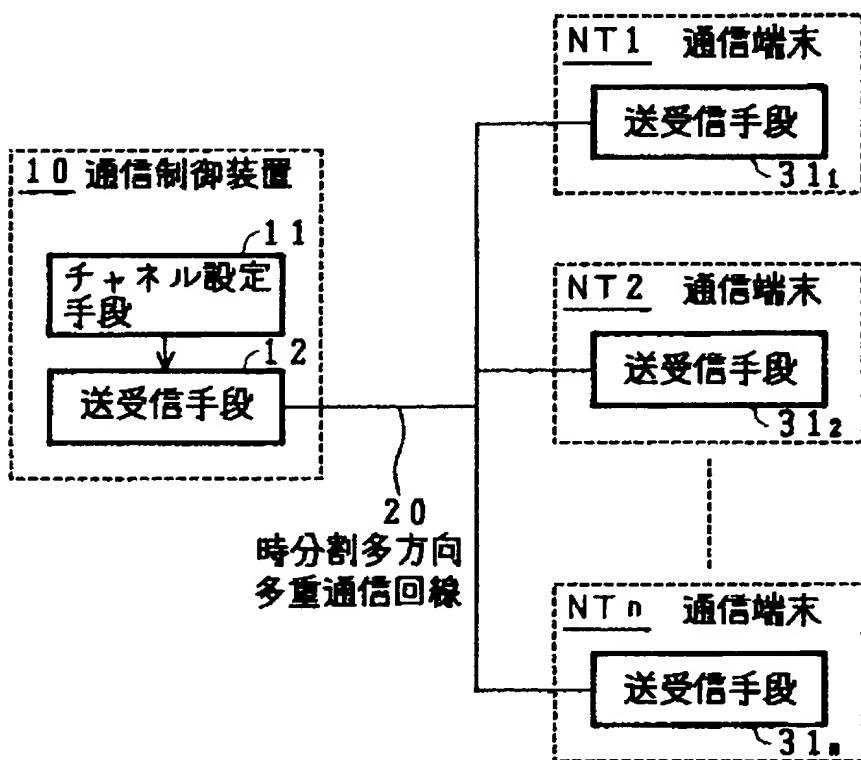 10 通信制御装置
11
チャネル設定
手段
12
送受信手段
20
時分割多方向
多重通信回線
NT1 通信端末
送受信手段
31₁
NT2 通信端末
送受信手段
31₂
NTn 通信端末
送受信手段
31ₙ